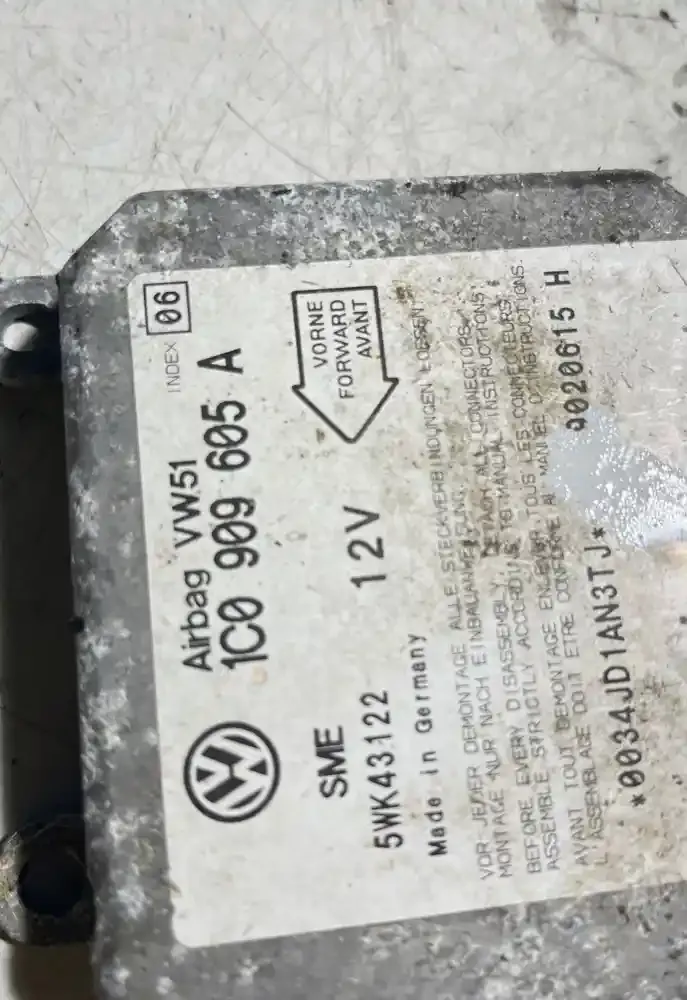 Airbag VW51
INDEX 06
1C0 909 605 A
SME
5WK43122
12V
Made in Germany
VORNE
FORWARD
AVANT
VOR JEDER DEMONTAGE ALLE STECKVERBINDUNGEN LOESEN
MONTAGE NUR NACH EINBAUANWEISUNG
BEFORE EVERY DISASSEMBLY DETACH ALL CONNECTORS
ASSEMBLE STRICTLY ACCORDING TO MANUAL INSTRUCTIONS
AVANT TOUT DEMONTAGE ENLEVER TOUS LES CONNECTEURS
L'ASSEMBLAGE DOIT ETRE CONFORME AU MANUEL D'INSTRUCTIONS.
*0034JD1AN3TJ*
Q020615 H